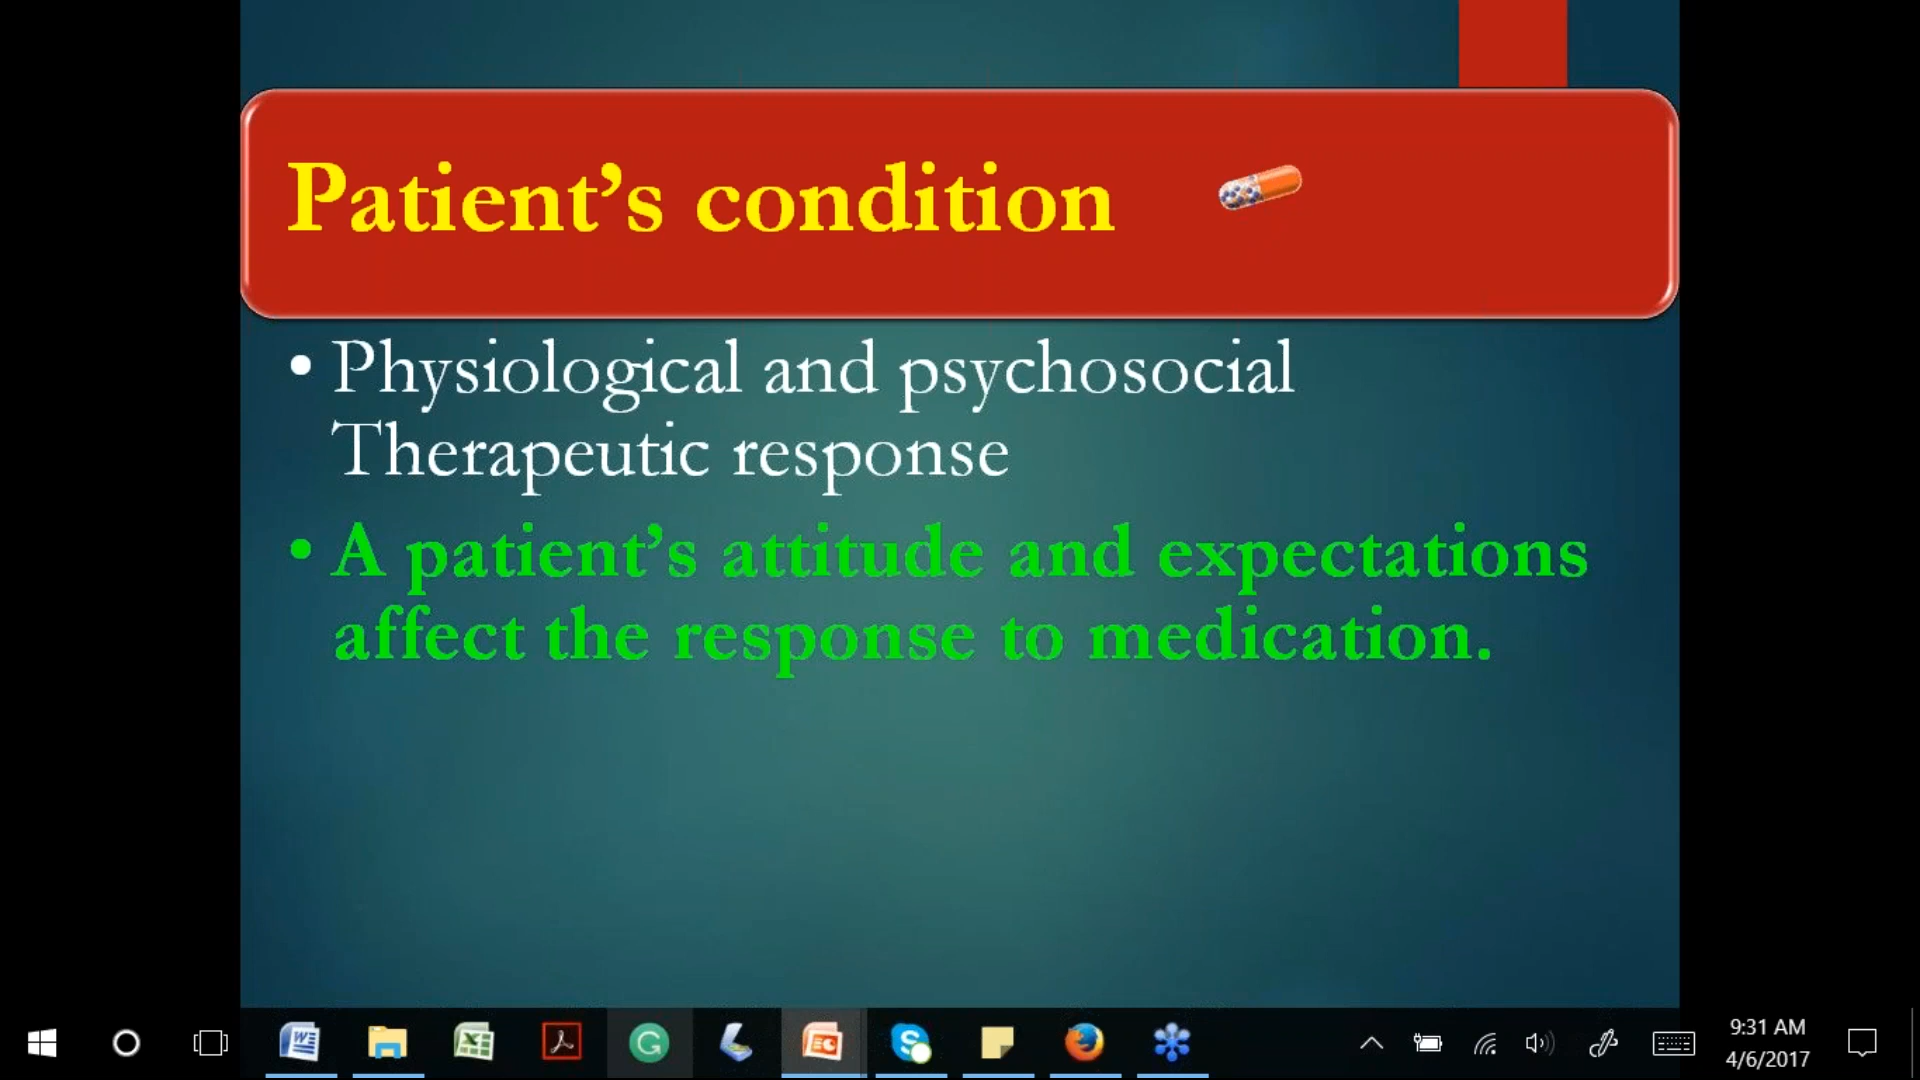 Patient’s condition
• Physiological and psychosocial
Therapeutic response
• A patient’s attitude and expectations
affect the response to medication.
9:31 AM
4/6/2017